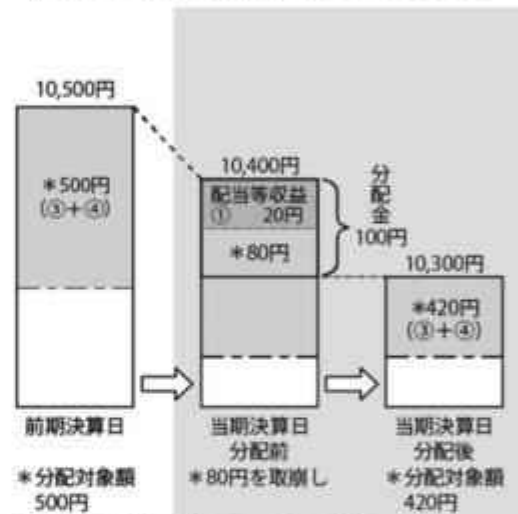 10,500円
*500円
(③+④)
前期決算日
*分配対象額
500円
10,400円
配当等収益
① 20円
*80円
分配金
100円
当期決算日
分配前
*80円を取崩し
10,300円
*420円
(③+④)
当期決算日
分配後
*分配対象額
420円